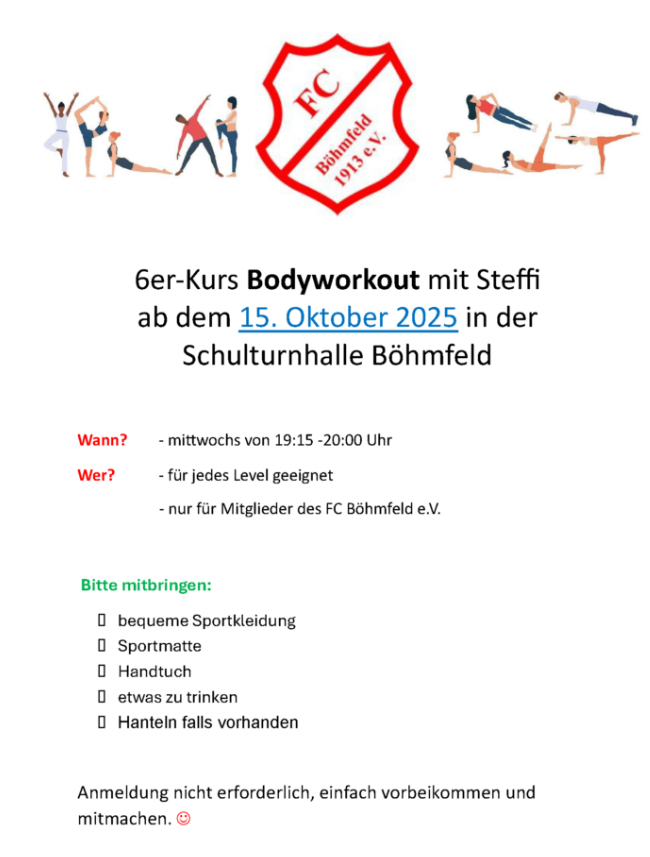 FC
Böhmfeld
1913 e.V.
6er-Kurs Bodyworkout mit Steffi
ab dem 15. Oktober 2025 in der
Schulturnhalle Böhmfeld
Wann? - mittwochs von 19:15 -20:00 Uhr
Wer? - für jedes Level geeignet
- nur für Mitglieder des FC Böhmfeld e.V.
Bitte mitbringen:
bequeme Sportkleidung
Sportmatte
Handtuch
etwas zu trinken
Hanteln falls vorhanden
Anmeldung nicht erforderlich, einfach vorbeikommen und
mitmachen. ☺